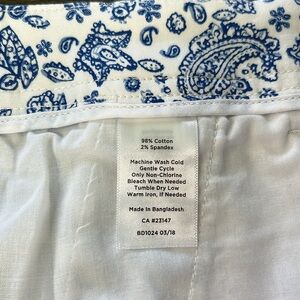 98% Cotton
2% Spandex
Machine Wash Cold
Gentle Cycle
Only Non-Chlorine
Bleach When Needed
Tumble Dry Low
Warm Iron, If Needed
Made In Bangladesh
CA #23147
BD1024 03/18